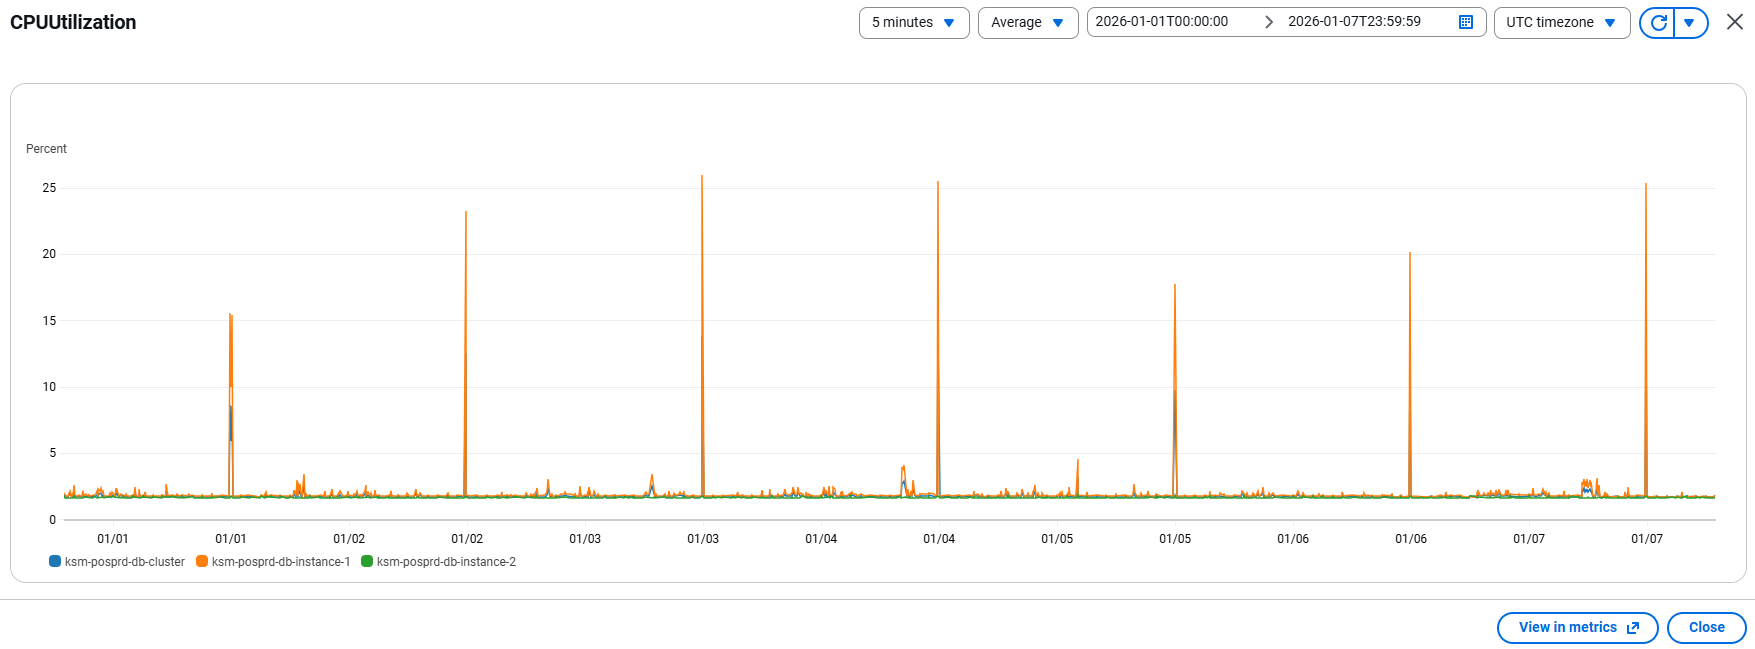 CPUUtilization
5 minutes
Average
2026-01-01T00:00:00
2026-01-07T23:59:59
UTC timezone
Percent
25
20
15
10
5
0
01/01 01/01 01/02 01/02 01/03 01/03 01/04 01/04 01/05 01/05 01/06 01/06 01/07 01/07
ksm-posprd-db-cluster ksm-posprd-db-instance-1 ksm-posprd-db-instance-2
View in metrics
Close